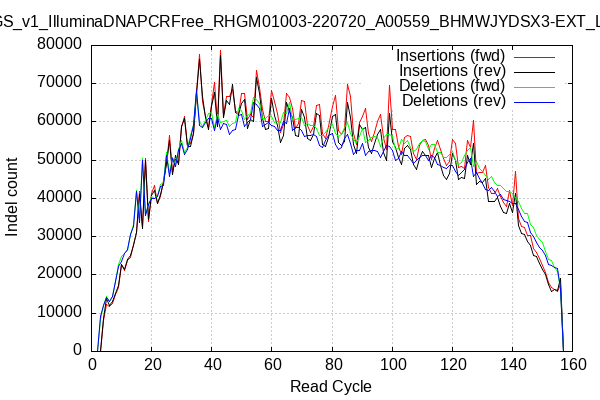 GS_v1_IlluminaDNAPCRFree_RHGM01003-220720_A00559_BHMWJYDSX3-EXT_L
80000
70000
60000
50000
40000
30000
20000
10000
0
Indel count
Insertions (fwd)
Insertions (rev)
Deletions (fwd)
Deletions (rev)
0 20 40 60 80 100 120 140 160
Read Cycle